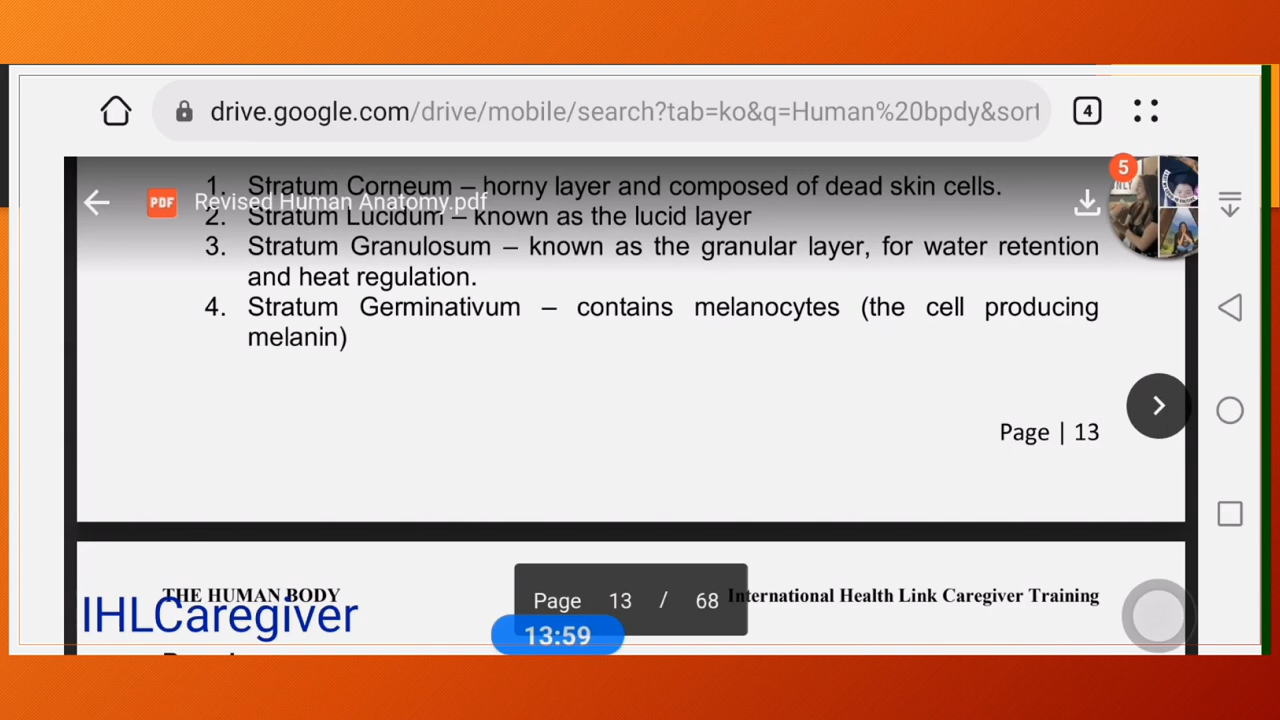 drive.google.com/drive/mobile/search?tab=ko&q=Human%20bpdy&sort
4
5
1. Stratum Corneum – horny layer and composed of dead skin cells.
PDF Revised Human Anatomy.pdf
2. Stratum Lucidum – known as the lucid layer
3. Stratum Granulosum – known as the granular layer, for water retention
and heat regulation.
4. Stratum Germinativum – contains melanocytes (the cell producing
melanin)
Page | 13
THE HUMAN BODY
International Health Link Caregiver Training
Page 13 / 68
IHLCaregiver
13:59